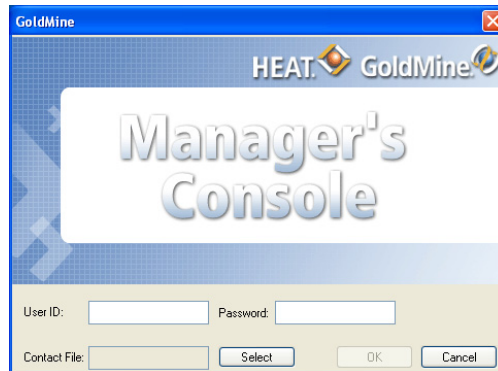 GoldMine
HEAT. GoldMine.
Manager's
Console
User ID: Password:
Contact File: Select OK Cancel